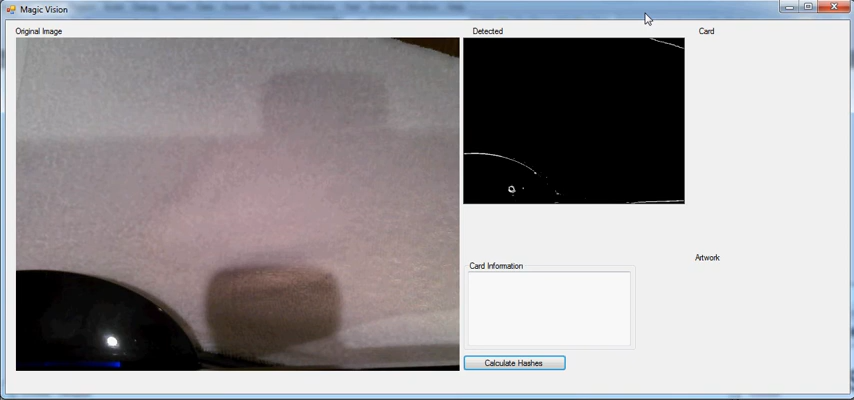 Magic Vision
Original Image
Detected
Card
Artwork
Card Information
Calculate Hashes